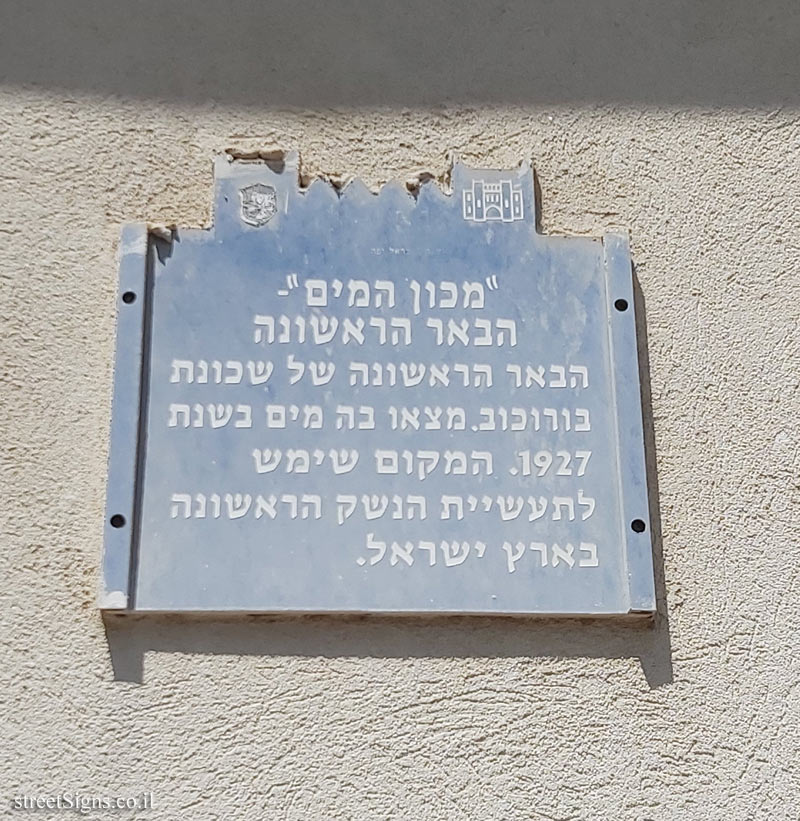 "מכון המים"-
הבאר הראשונה
הבאר הראשונה של שכונת
בורוכוב. מצאו בה מים בשנת
1927. המקום שימש
לתעשיית הנשק הראשונה
בארץ ישראל.
streetSigns.co.il